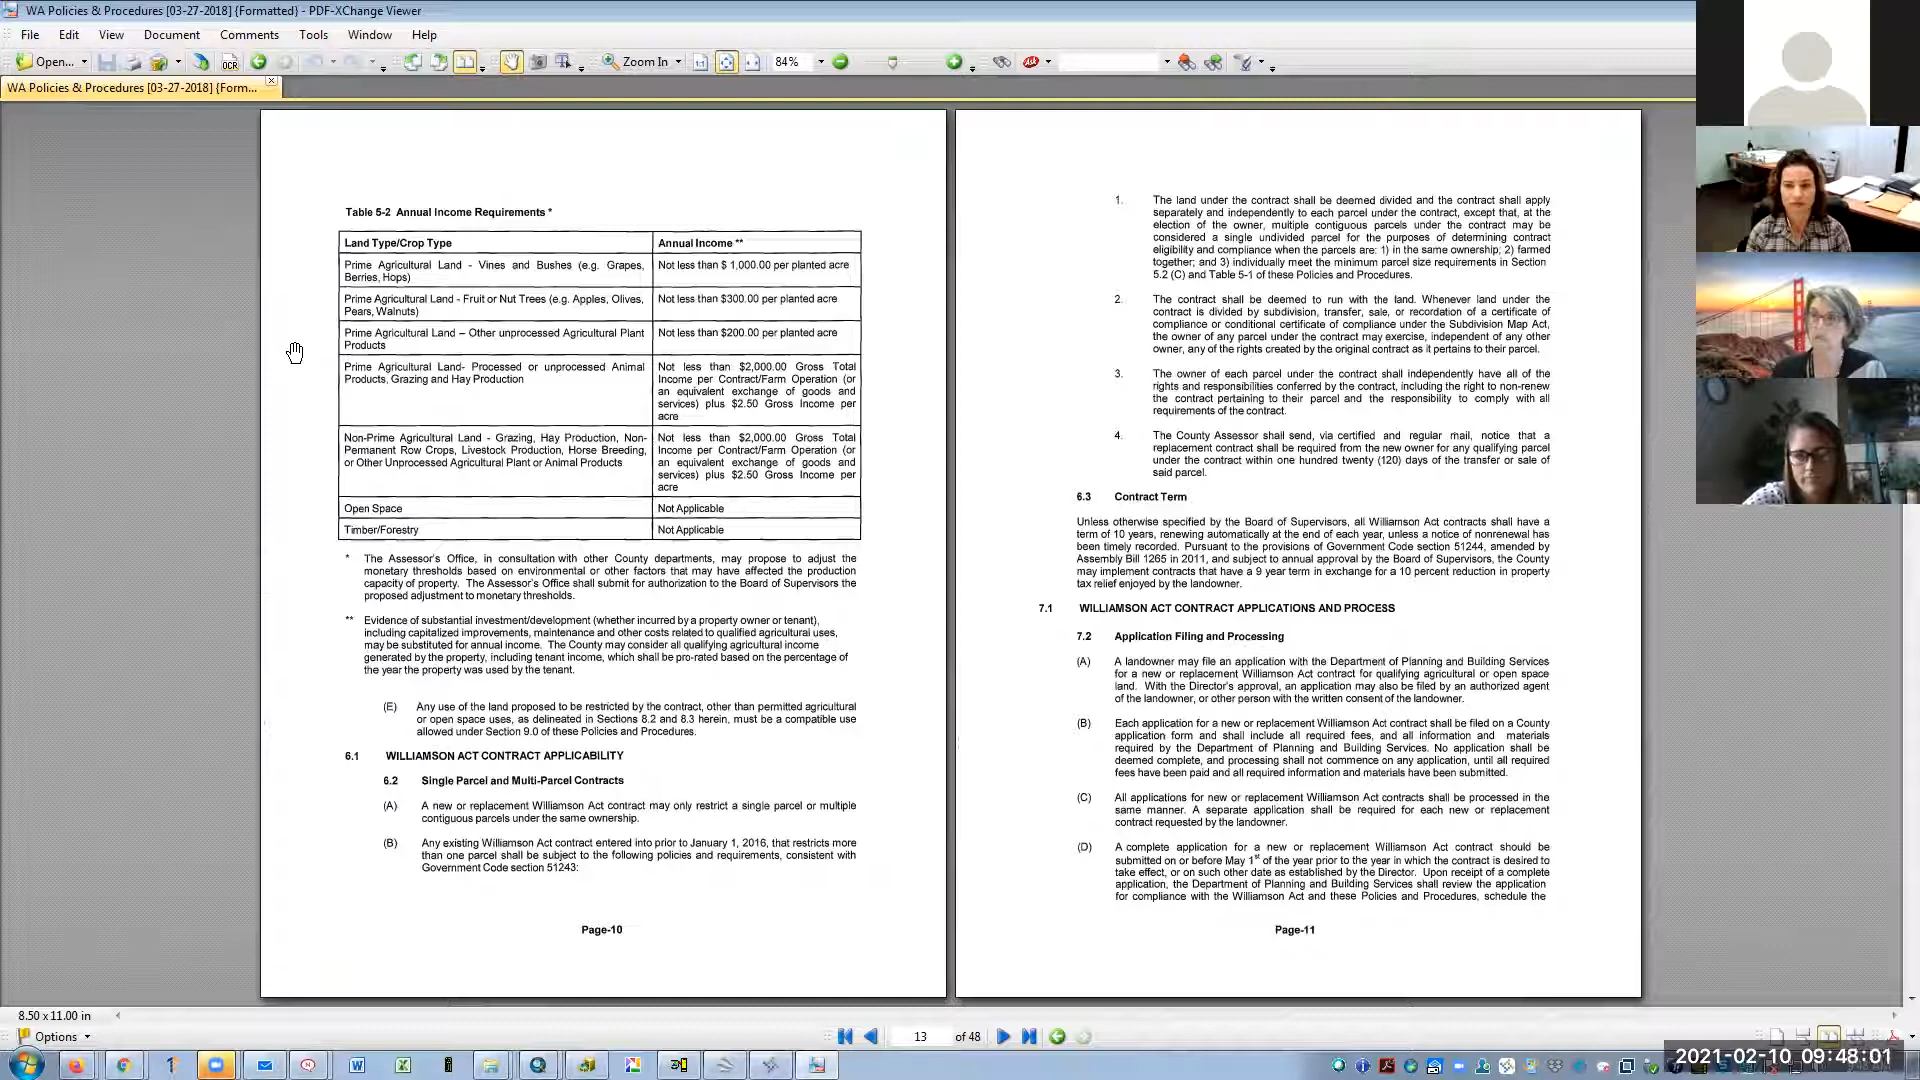 WA Policies & Procedures [03-27-2018] {Formatted} - PDF-XChange Viewer
File Edit View Document Comments Tools Window Help
Open... OCR Zoom In 84%
WA Policies & Procedures [03-27-2018] {Form...
Table 5-2 Annual Income Requirements *
Land Type/Crop Type Annual Income **
Prime Agricultural Land - Vines and Bushes (e.g. Grapes, Not less than $ 1,000.00 per planted acre
Berries, Hops)
Prime Agricultural Land - Fruit or Nut Trees (e.g. Apples, Olives, Not less than $300.00 per planted acre
Pears, Walnuts)
Prime Agricultural Land – Other unprocessed Agricultural Plant Not less than $200.00 per planted acre
Products
Prime Agricultural Land- Processed or unprocessed Animal Not less than $2,000.00 Gross Total
Products, Grazing and Hay Production Income per Contract/Farm Operation (or
an equivalent exchange of goods and
services) plus $2.50 Gross Income per
acre
Non-Prime Agricultural Land - Grazing, Hay Production, Non- Not less than $2,000.00 Gross Total
Permanent Row Crops, Livestock Production, Horse Breeding, Income per Contract/Farm Operation (or
or Other Unprocessed Agricultural Plant or Animal Products an equivalent exchange of goods and
services) plus $2.50 Gross Income per
acre
Open Space Not Applicable
Timber/Forestry Not Applicable
* The Assessor's Office, in consultation with other County departments, may propose to adjust the
monetary thresholds based on environmental or other factors that may have affected the production
capacity of property. The Assessor's Office shall submit for authorization to the Board of Supervisors the
proposed adjustment to monetary thresholds.
** Evidence of substantial investment/development (whether incurred by a property owner or tenant),
including capitalized improvements, maintenance and other costs related to qualified agricultural uses,
may be substituted for annual income. The County may consider all qualifying agricultural income
generated by the property, including tenant income, which shall be pro-rated based on the percentage of
the year the property was used by the tenant.
(E) Any use of the land proposed to be restricted by the contract, other than permitted agricultural
or open space uses, as delineated in Sections 8.2 and 8.3 herein, must be a compatible use
allowed under Section 9.0 of these Policies and Procedures.
6.1 WILLIAMSON ACT CONTRACT APPLICABILITY
6.2 Single Parcel and Multi-Parcel Contracts
(A) A new or replacement Williamson Act contract may only restrict a single parcel or multiple
contiguous parcels under the same ownership.
(B) Any existing Williamson Act contract entered into prior to January 1, 2016, that restricts more
than one parcel shall be subject to the following policies and requirements, consistent with
Government Code section 51243:
Page-10
1. The land under the contract shall be deemed divided and the contract shall apply
separately and independently to each parcel under the contract, except that, at the
election of the owner, multiple contiguous parcels under the contract may be
considered a single undivided parcel for the purposes of determining contract
eligibility and compliance when the parcels are: 1) in the same ownership; 2) farmed
together; and 3) individually meet the minimum parcel size requirements in Section
5.2 (C) and Table 5-1 of these Policies and Procedures.
2. The contract shall be deemed to run with the land. Whenever land under the
contract is divided by subdivision, transfer, sale, or recordation of a certificate of
compliance or conditional certificate of compliance under the Subdivision Map Act,
the owner of any parcel under the contract may exercise, independent of any other
owner, any of the rights created by the original contract as it pertains to their parcel.
3. The owner of each parcel under the contract shall independently have all of the
rights and responsibilities conferred by the contract, including the right to non-renew
the contract pertaining to their parcel and the responsibility to comply with all
requirements of the contract.
4. The County Assessor shall send, via certified and regular mail, notice that a
replacement contract shall be required from the new owner for any qualifying parcel
under the contract within one hundred twenty (120) days of the transfer or sale of
said parcel.
6.3 Contract Term
Unless otherwise specified by the Board of Supervisors, all Williamson Act contracts shall have a
term of 10 years, renewing automatically at the end of each year, unless a notice of nonrenewal has
been timely recorded. Pursuant to the provisions of Government Code section 51244, amended by
Assembly Bill 1265 in 2011, and subject to annual approval by the Board of Supervisors, the County
may implement contracts that have a 9 year term in exchange for a 10 percent reduction in property
tax relief enjoyed by the landowner.
7.1 WILLIAMSON ACT CONTRACT APPLICATIONS AND PROCESS
7.2 Application Filing and Processing
(A) A landowner may file an application with the Department of Planning and Building Services
for a new or replacement Williamson Act contract for qualifying agricultural or open space
land. With the Director's approval, an application may also be filed by an authorized agent
of the landowner, or other person with the written consent of the landowner.
(B) Each application for a new or replacement Williamson Act contract shall be filed on a County
application form and shall include all required fees, and all information and materials
required by the Department of Planning and Building Services. No application shall be
deemed complete, and processing shall not commence on any application, until all required
fees have been paid and all required information and materials have been submitted.
(C) All applications for new or replacement Williamson Act contracts shall be processed in the
same manner. A separate application shall be required for each new or replacement
contract requested by the landowner.
(D) A complete application for a new or replacement Williamson Act contract should be
submitted on or before May 1st of the year prior to the year in which the contract is desired to
take effect, or on such other date as established by the Director. Upon receipt of a complete
application, the Department of Planning and Building Services shall review the application
for compliance with the Williamson Act and these Policies and Procedures, schedule the
Page-11
8.50 x 11.00 in
Options 13 of 48
2021-02-10 09:48:01